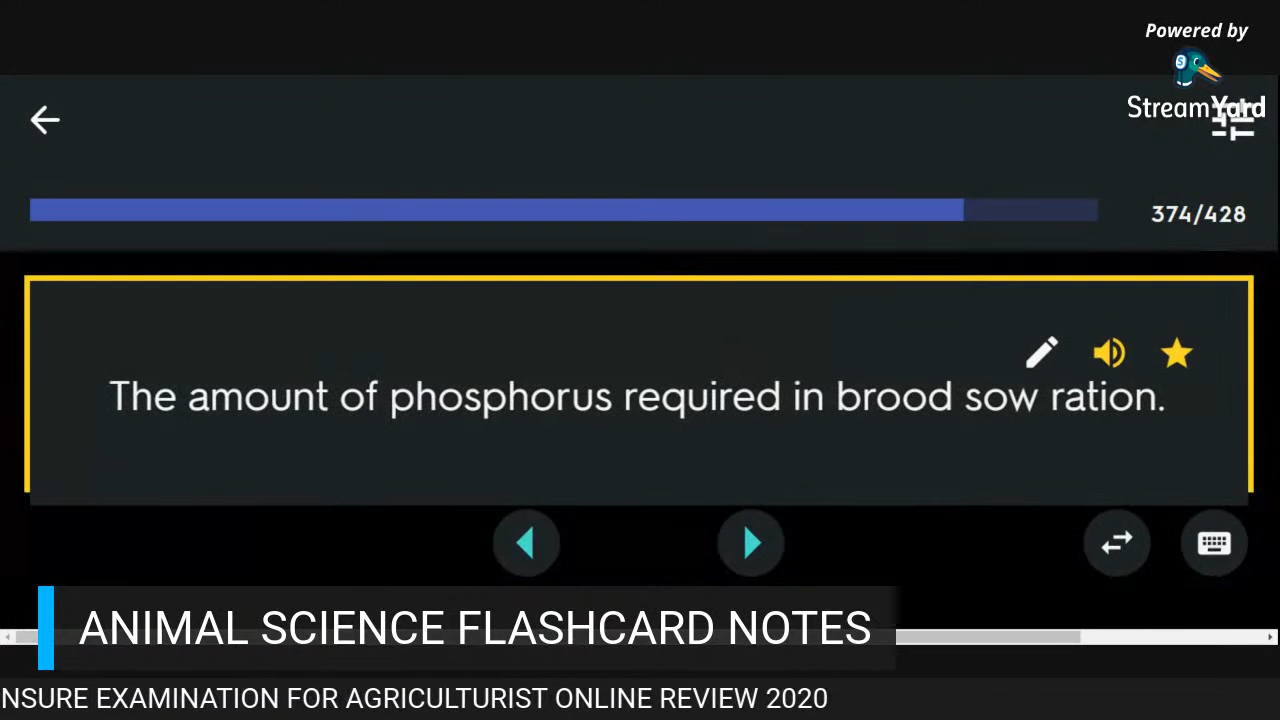 Powered by
StreamYard
374/428
The amount of phosphorus required in brood sow ration.
ANIMAL SCIENCE FLASHCARD NOTES
NSURE EXAMINATION FOR AGRICULTURIST ONLINE REVIEW 2020